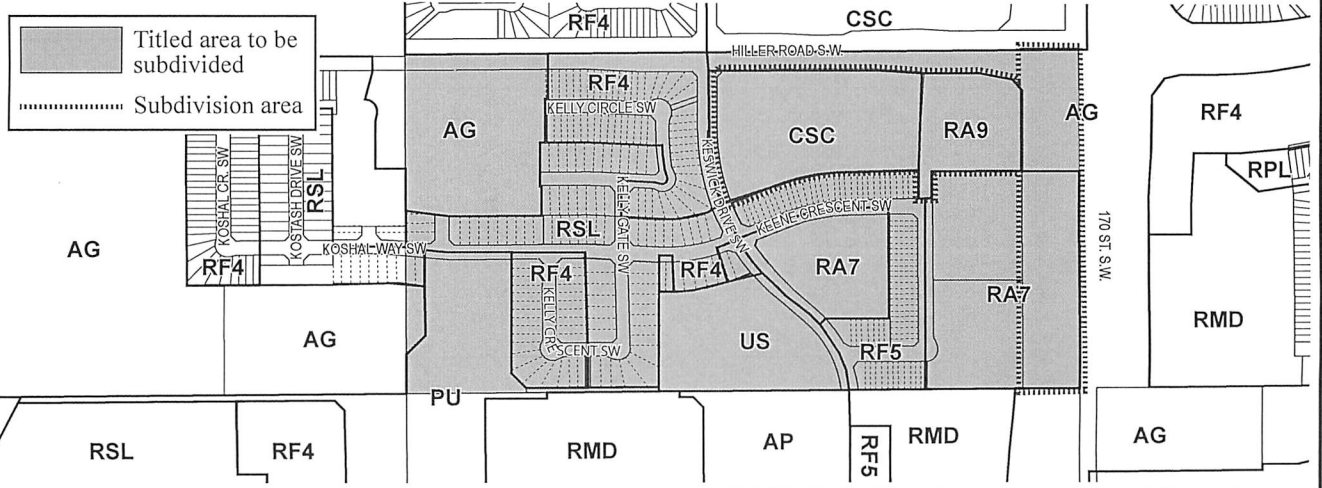 Titled area to be
subdivided
Subdivision area
RF4
CSC
HILLER ROAD S.W.
RF4
KELLY CIRCLE SW
AG
CSC
RA9
AG
RF4
RPL
KOSHAL CR. SW
KOSTASH DRIVE SW
RSL
KESWICK DRIVE SW
KELLY GATE SW
KEENE CRESCENT SW
RSL
AG
KOSHAL WAY SW
170 ST. S.W.
RF4
RF4
RF4
RA7
RA7
KELLY CRE
SCENT SW
RMD
AG
US
RF5
PU
RSL
RF4
RMD
AP
RF5
RMD
AG